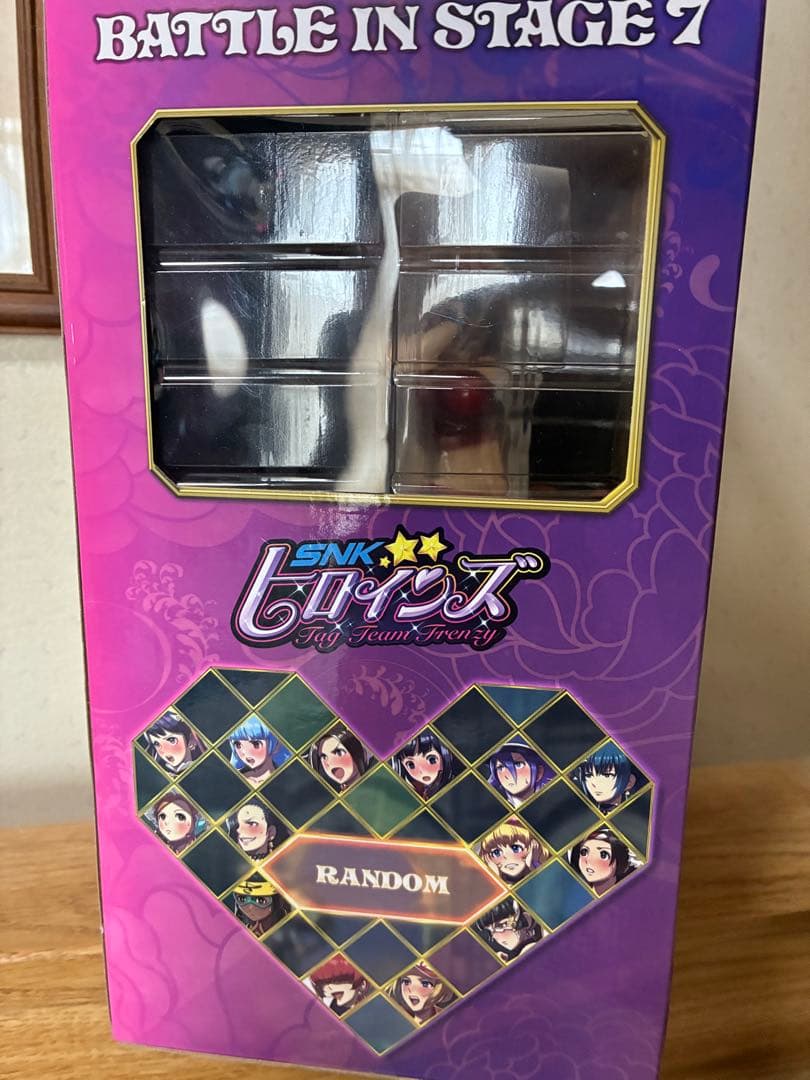 BATTLE IN STAGE 7
SNK
ヒロインズ
Tag Team Frenzy
RANDOM